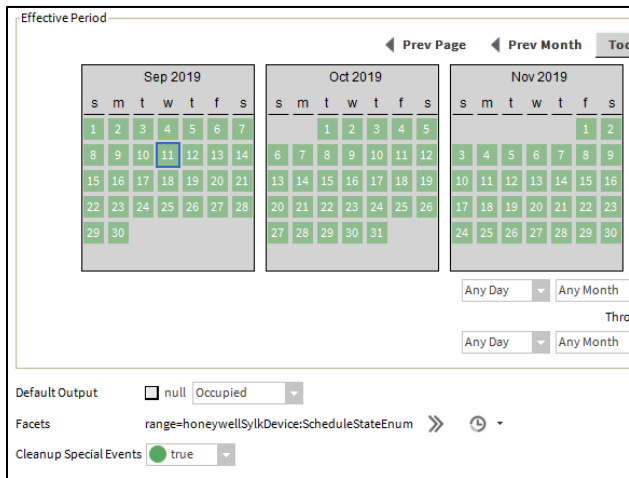 Effective Period
Prev Page Prev Month
Sep 2019
s m t w t f s
1 2 3 4 5 6 7
8 9 10 11 12 13 14
15 16 17 18 19 20 21
22 23 24 25 26 27 28
29 30
Oct 2019
s m t w t f s
1 2 3 4 5
6 7 8 9 10 11 12
13 14 15 16 17 18 19
20 21 22 23 24 25 26
27 28 29 30 31
Nov 2019
s m t w t f s
1 2
3 4 5 6 7 8 9
10 11 12 13 14 15 16
17 18 19 20 21 22 23
24 25 26 27 28 29 30
Any Day Any Month
Any Day Any Month
Default Output null Occupied
Facets range=honeywellSylkDevice:ScheduleStateEnum
Cleanup Special Events true